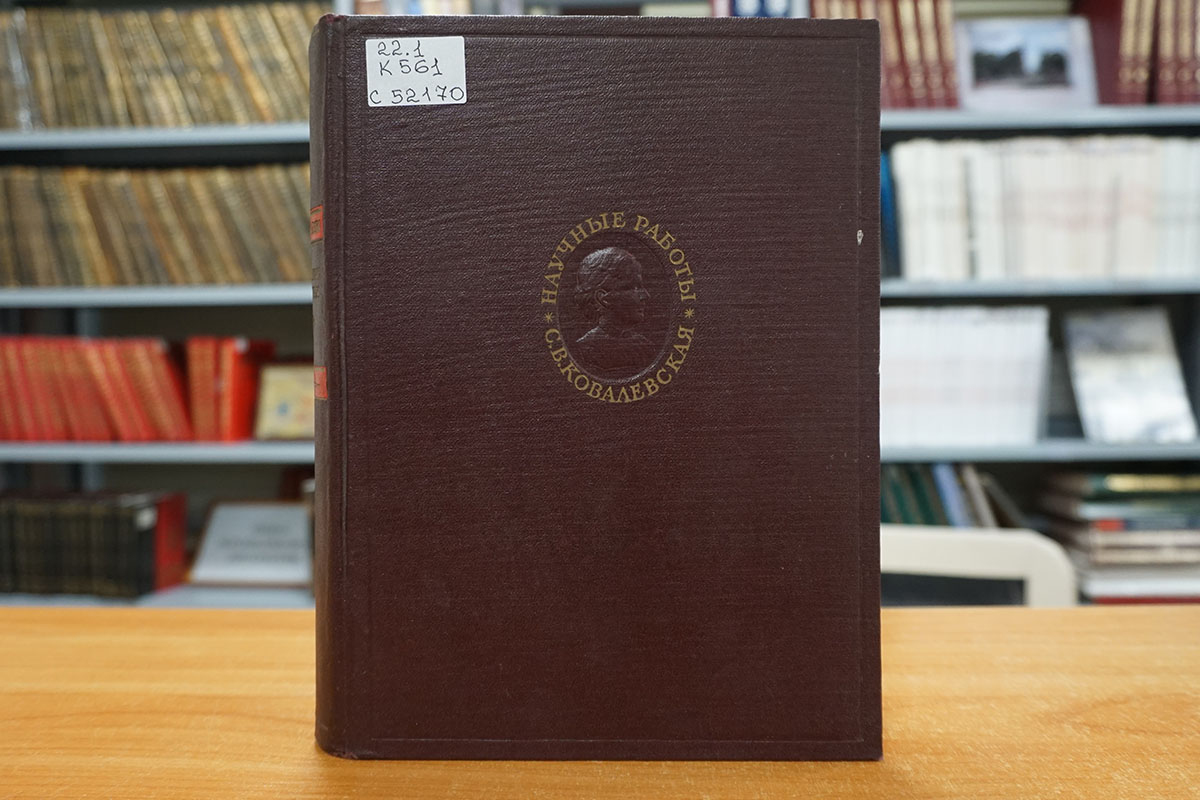 22.1
К 561
С 52170
НАУЧНЫЕ РАБОТЫ
* С.В.КОВАЛЕВСКАЯ *